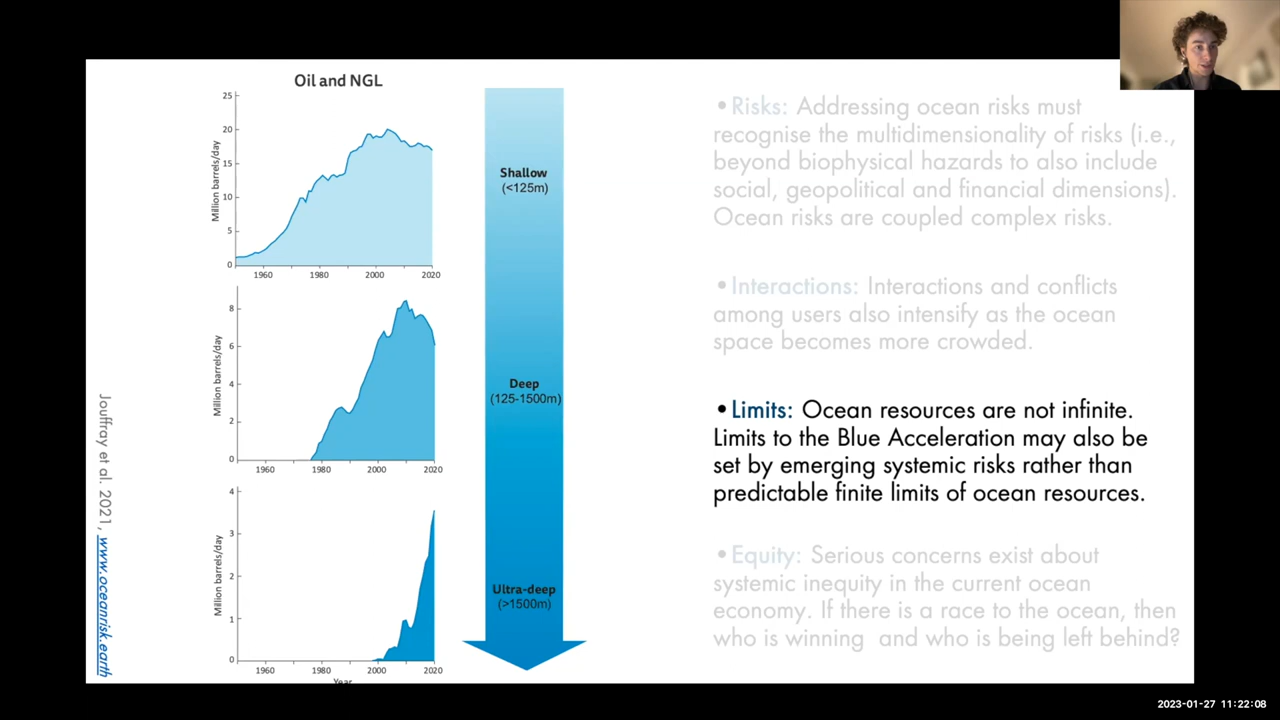 Oil and NGL
25
20
15
10
5
0
Million barrels/day
1960
1980
2000
2020
8
6
4
2
0
Million barrels/day
1960
1980
2000
2020
4
3
2
1
0
Million barrels/day
1960
1980
2000
2020
Year
Shallow
(<125m)
Deep
(125-1500m)
Ultra-deep
(>1500m)
Jouffray et al. 2021, www.oceanrisk.earth
• Risks: Addressing ocean risks must
recognise the multidimensionality of risks (i.e.,
beyond biophysical hazards to also include
social, geopolitical and financial dimensions).
Ocean risks are coupled complex risks.
• Interactions: Interactions and conflicts
among users also intensify as the ocean
space becomes more crowded.
• Limits: Ocean resources are not infinite.
Limits to the Blue Acceleration may also be
set by emerging systemic risks rather than
predictable finite limits of ocean resources.
• Equity: Serious concerns exist about
systemic inequity in the current ocean
economy. If there is a race to the ocean, then
who is wnning and who is being left behind?
2023-01-27 11:22:08